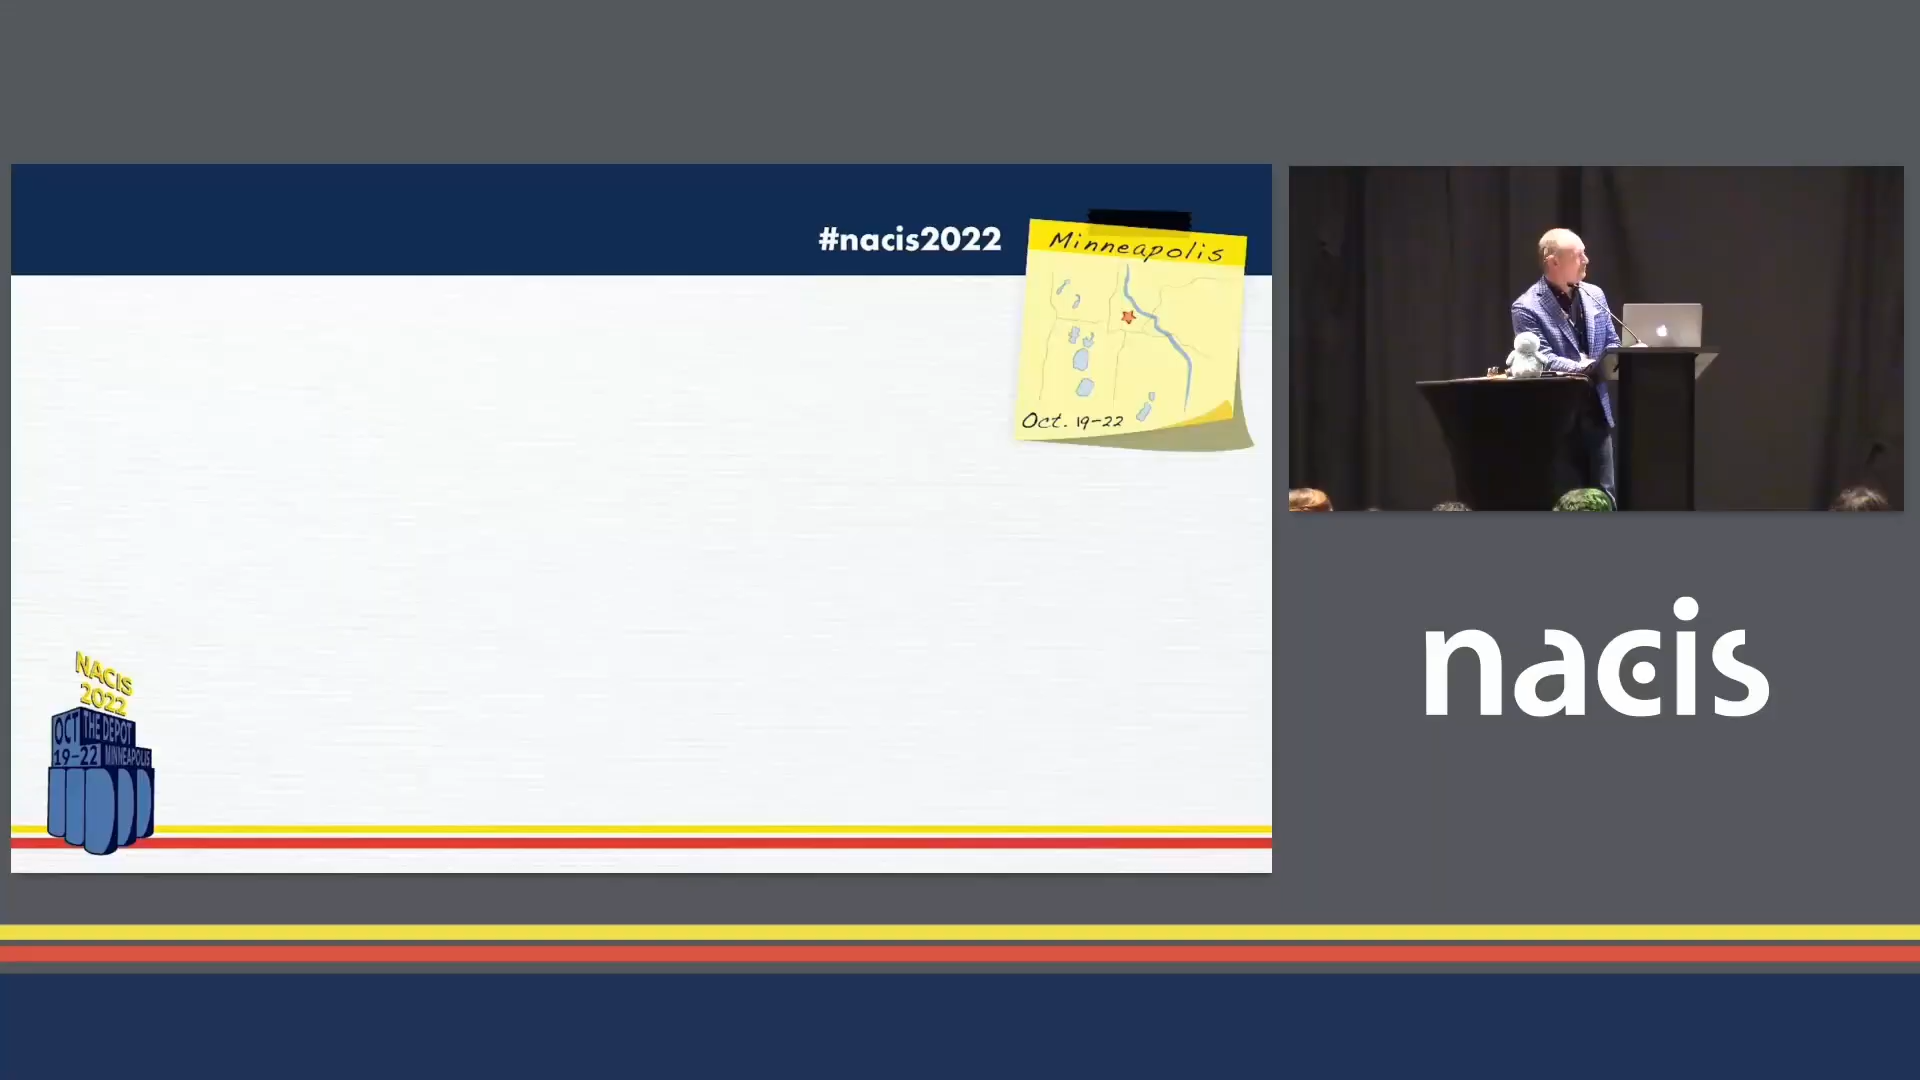 #nacis2022
Minneapolis
Oct. 19-22
NACIS
2022
OCT THE DEPOT
19-22 MINNEAPOLIS
nacis